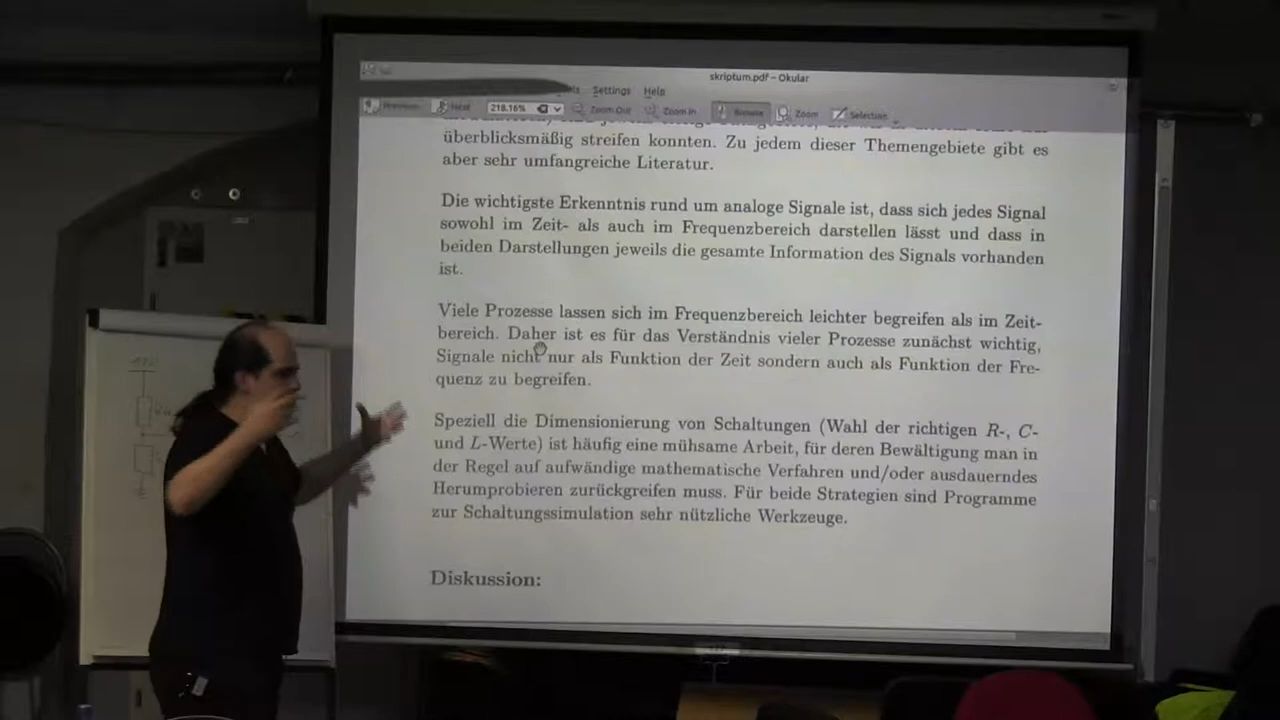 skriptum.pdf – Okular
Settings Help
Previous Next 218.16% Zoom Out Zoom In Browse Zoom Selection
überblicksmäßig streifen konnten. Zu jedem dieser Themengebiete gibt es
aber sehr umfangreiche Literatur.
Die wichtigste Erkenntnis rund um analoge Signale ist, dass sich jedes Signal
sowohl im Zeit- als auch im Frequenzbereich darstellen lässt und dass in
beiden Darstellungen jeweils die gesamte Information des Signals vorhanden
ist.
Viele Prozesse lassen sich im Frequenzbereich leichter begreifen als im Zeit-
bereich. Daher ist es für das Verständnis vieler Prozesse zunächst wichtig,
Signale nicht nur als Funktion der Zeit sondern auch als Funktion der Fre-
quenz zu begreifen.
Speziell die Dimensionierung von Schaltungen (Wahl der richtigen R-, C-
und L-Werte) ist häufig eine mühsame Arbeit, für deren Bewältigung man in
der Regel auf aufwändige mathematische Verfahren und/oder ausdauerndes
Herumprobieren zurückgreifen muss. Für beide Strategien sind Programme
zur Schaltungssimulation sehr nützliche Werkzeuge.
Diskussion: